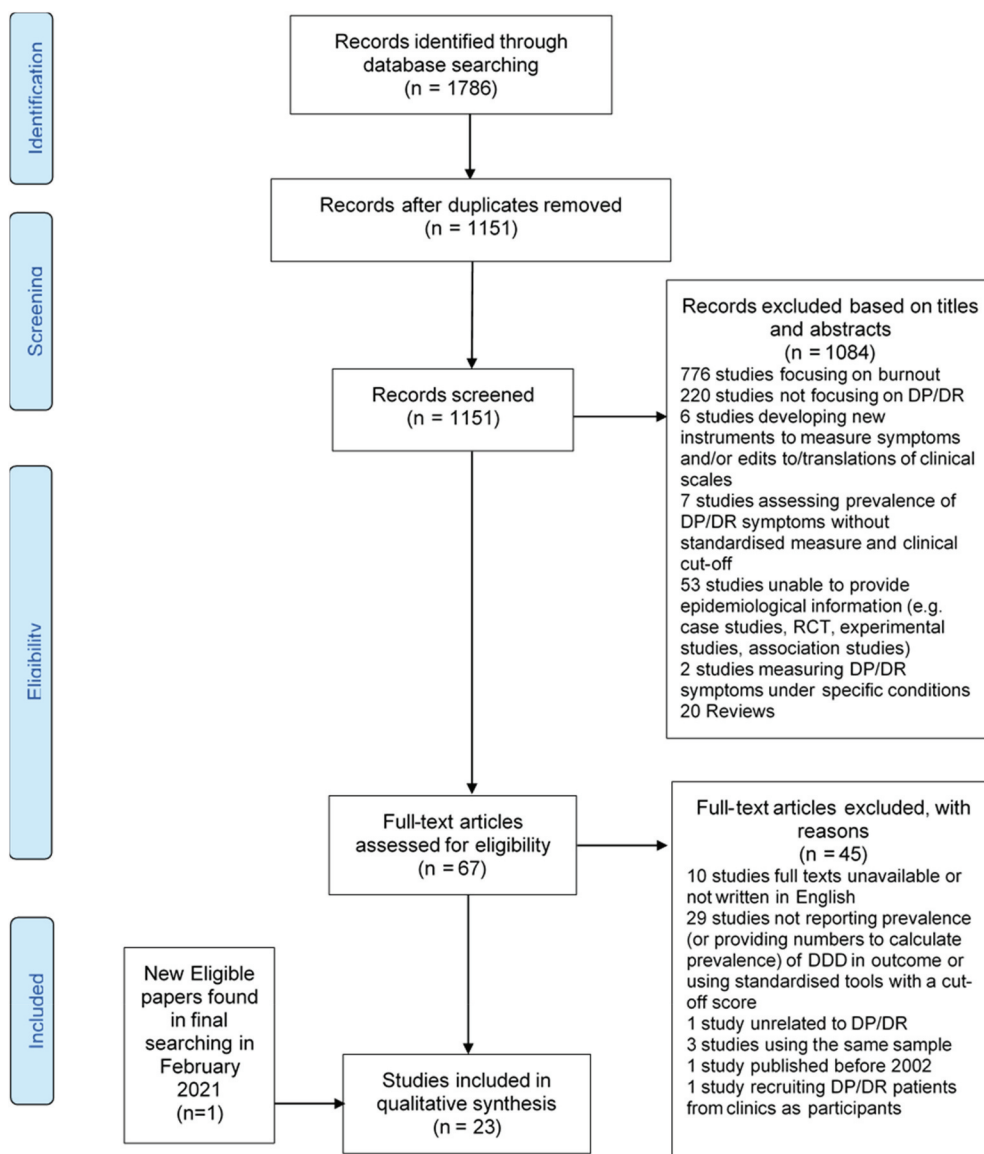 Identification
Records identified through
database searching
(n = 1786)
Records after duplicates removed
(n = 1151)
Screening
Records screened
(n = 1151)
Records excluded based on titles
and abstracts
(n = 1084)
776 studies focusing on burnout
220 studies not focusing on DP/DR
6 studies developing new
instruments to measure symptoms
and/or edits to/translations of clinical
scales
7 studies assessing prevalence of
DP/DR symptoms without
standardised measure and clinical
cut-off
53 studies unable to provide
epidemiological information (e.g.
case studies, RCT, experimental
studies, association studies)
2 studies measuring DP/DR
symptoms under specific conditions
20 Reviews
Eligibility
Full-text articles
assessed for eligibility
(n = 67)
Full-text articles excluded, with
reasons
(n = 45)
10 studies full texts unavailable or
not written in English
29 studies not reporting prevalence
(or providing numbers to calculate
prevalence) of DDD in outcome or
using standardised tools with a cut-
off score
1 study unrelated to DP/DR
3 studies using the same sample
1 study published before 2002
1 study recruiting DP/DR patients
from clinics as participants
Included
New Eligible
papers found
in final
searching in
February
2021
(n=1)
Studies included in
qualitative synthesis
(n = 23)